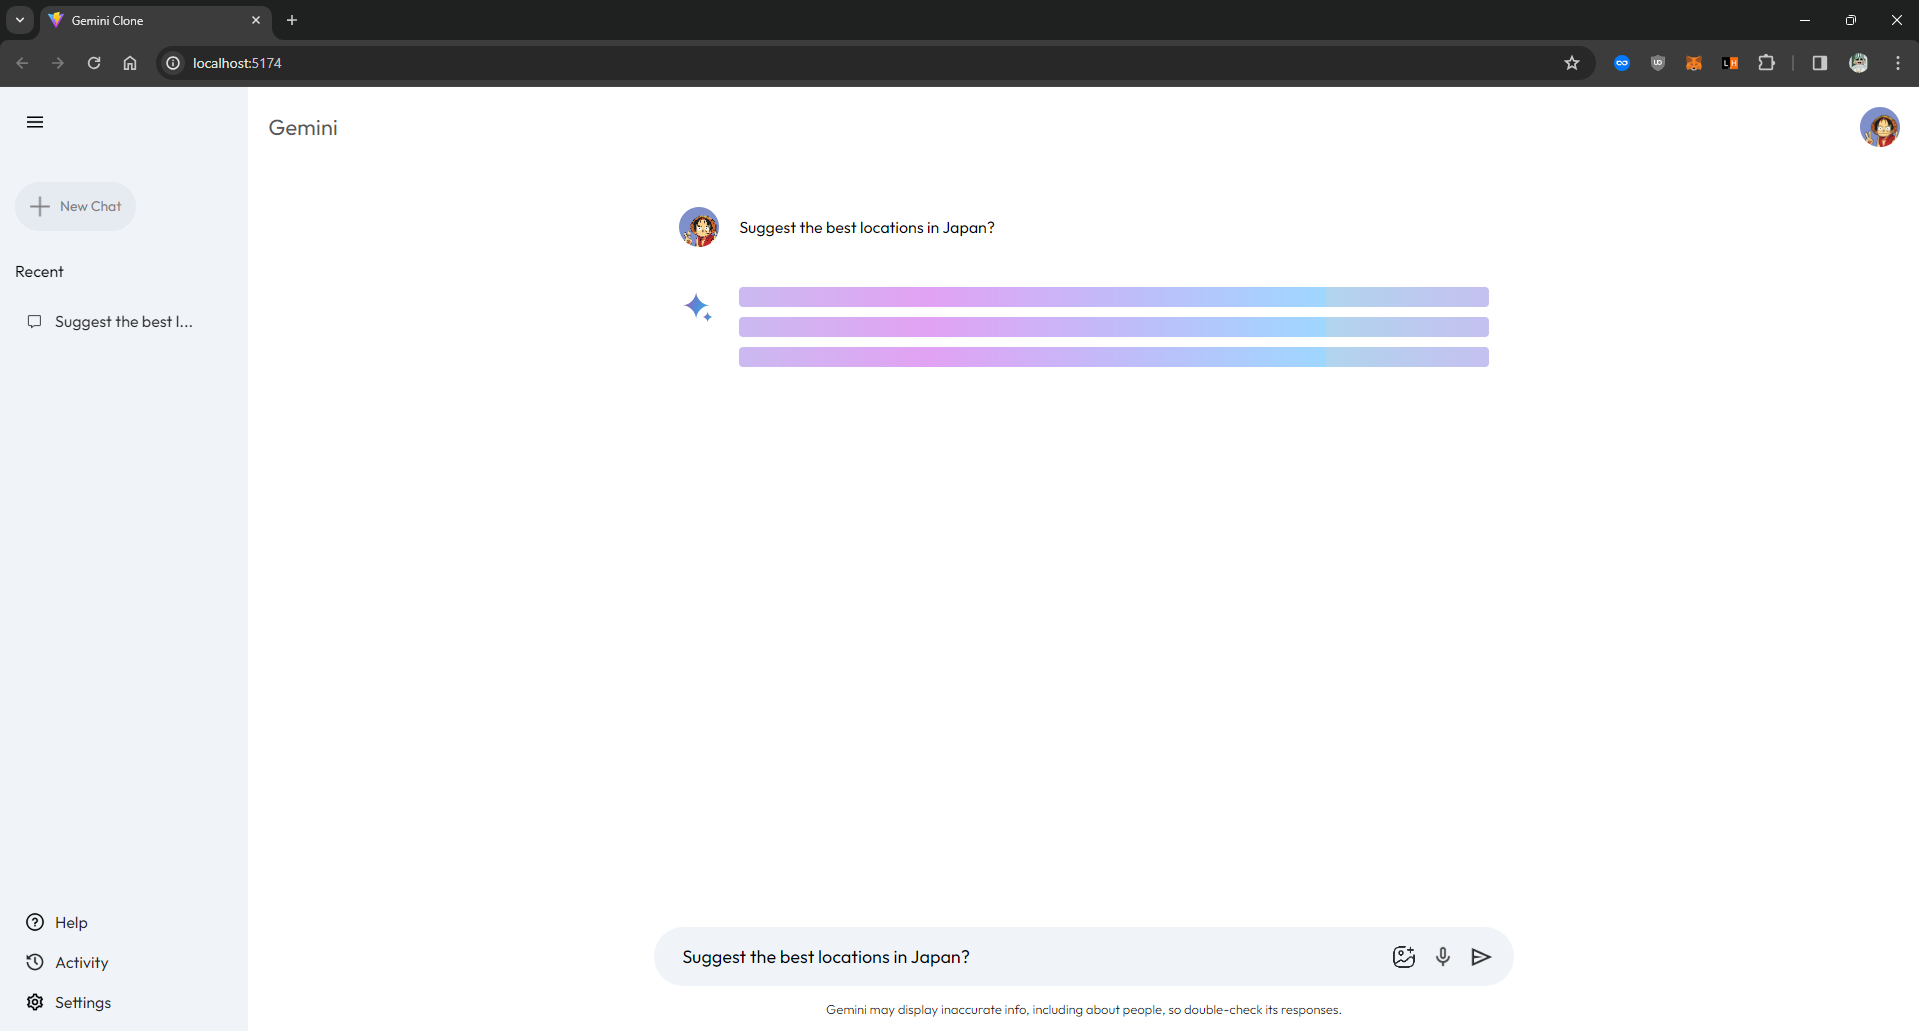 Gemini Clone
localhost:5174
Gemini
New Chat
Suggest the best locations in Japan?
Recent
Suggest the best l...
Help
Activity
Settings
Suggest the best locations in Japan?
Gemini may display inaccurate info, including about people, so double-check its responses.